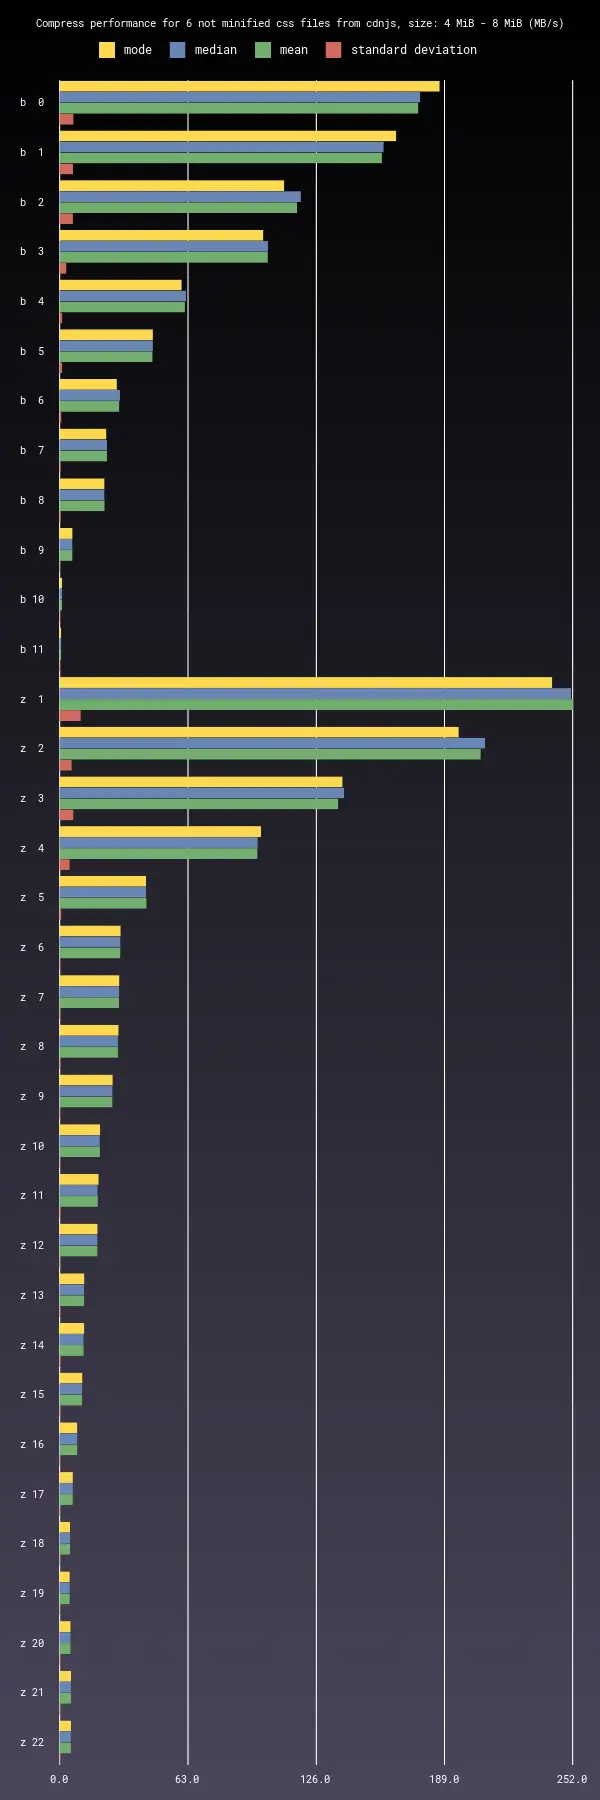 Compress performance for 6 not minified css files from cdnjs, size: 4 MiB - 8 MiB (MB/s)
mode median mean standard deviation
b 0
b 1
b 2
b 3
b 4
b 5
b 6
b 7
b 8
b 9
b 10
b 11
z 1
z 2
z 3
z 4
z 5
z 6
z 7
z 8
z 9
z 10
z 11
z 12
z 13
z 14
z 15
z 16
z 17
z 18
z 19
z 20
z 21
z 22
0.0 63.0 126.0 189.0 252.0